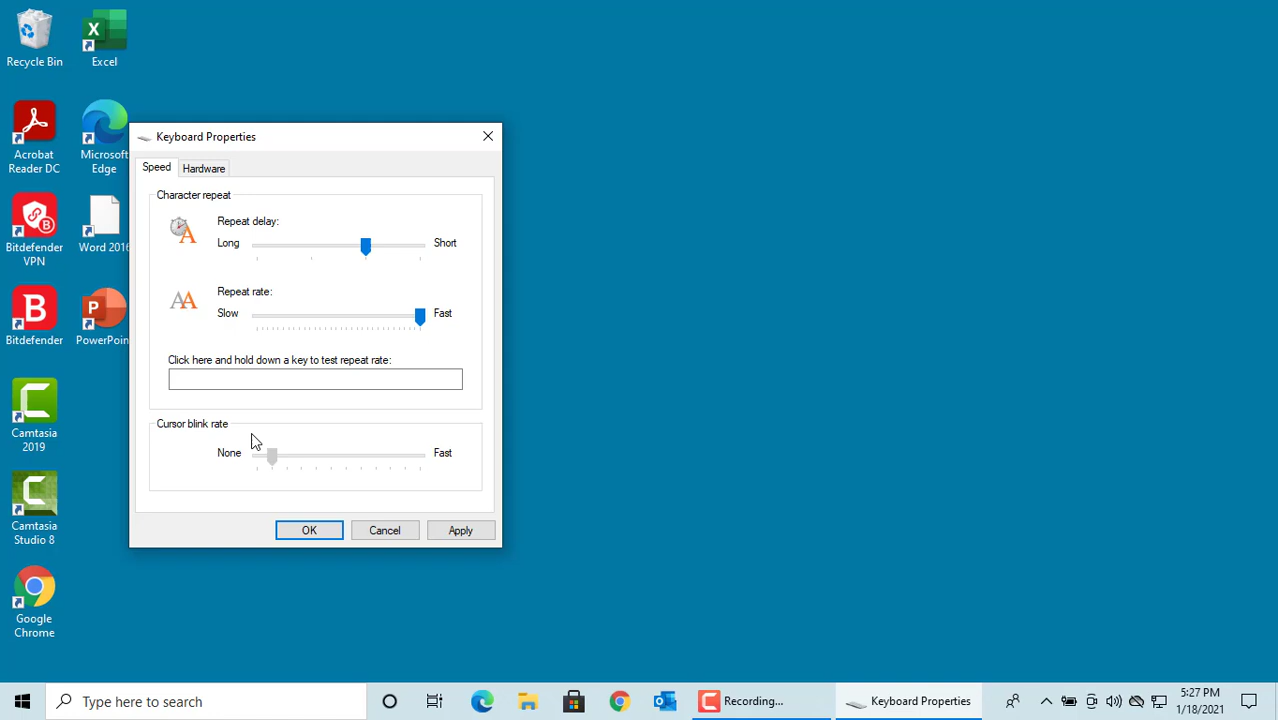 Recycle Bin
Excel
Acrobat
Reader DC
Microsoft
Edge
Bitdefender
VPN
Word 2016
Bitdefender
PowerPoin
Camtasia
2019
Camtasia
Studio 8
Google
Chrome
Keyboard Properties
Speed
Hardware
Character repeat
Repeat delay:
Long
Short
Repeat rate:
Slow
Fast
Click here and hold down a key to test repeat rate:
Cursor blink rate
None
Fast
OK
Cancel
Apply
Type here to search
Recording...
Keyboard Properties
5:27 PM
1/18/2021